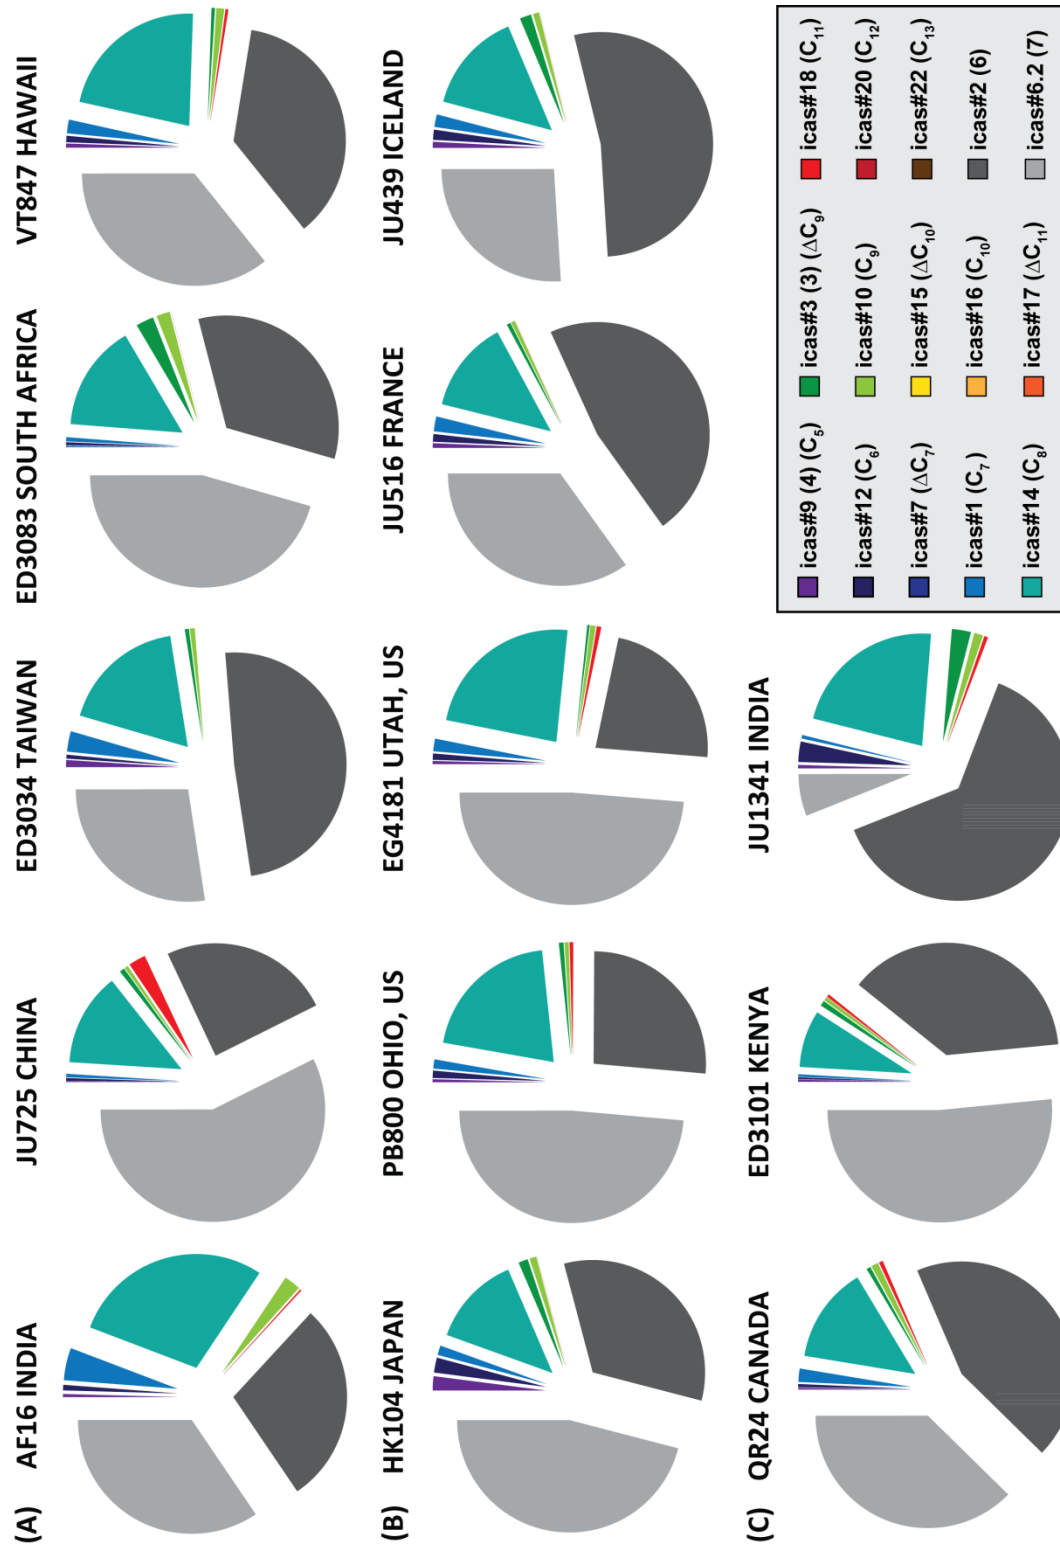 (A) AF16 INDIA JU725 CHINA ED3034 TAIWAN ED3083 SOUTH AFRICA VT847 HAWAII
(B) HK104 JAPAN PB800 OHIO, US EG4181 UTAH, US JU516 FRANCE JU439 ICELAND
(C) QR24 CANADA ED3101 KENYA JU1341 INDIA
icas#9 (4) (C₅) icas#3 (3) (ΔC₉) icas#18 (C₁₁)
icas#12 (C₆) icas#10 (C₉) icas#20 (C₁₂)
icas#7 (ΔC₇) icas#15 (ΔC₁₀) icas#22 (C₁₃)
icas#1 (C₇) icas#16 (C₁₀) icas#2 (6)
icas#14 (C₈) icas#17 (ΔC₁₁) icas#6.2 (7)